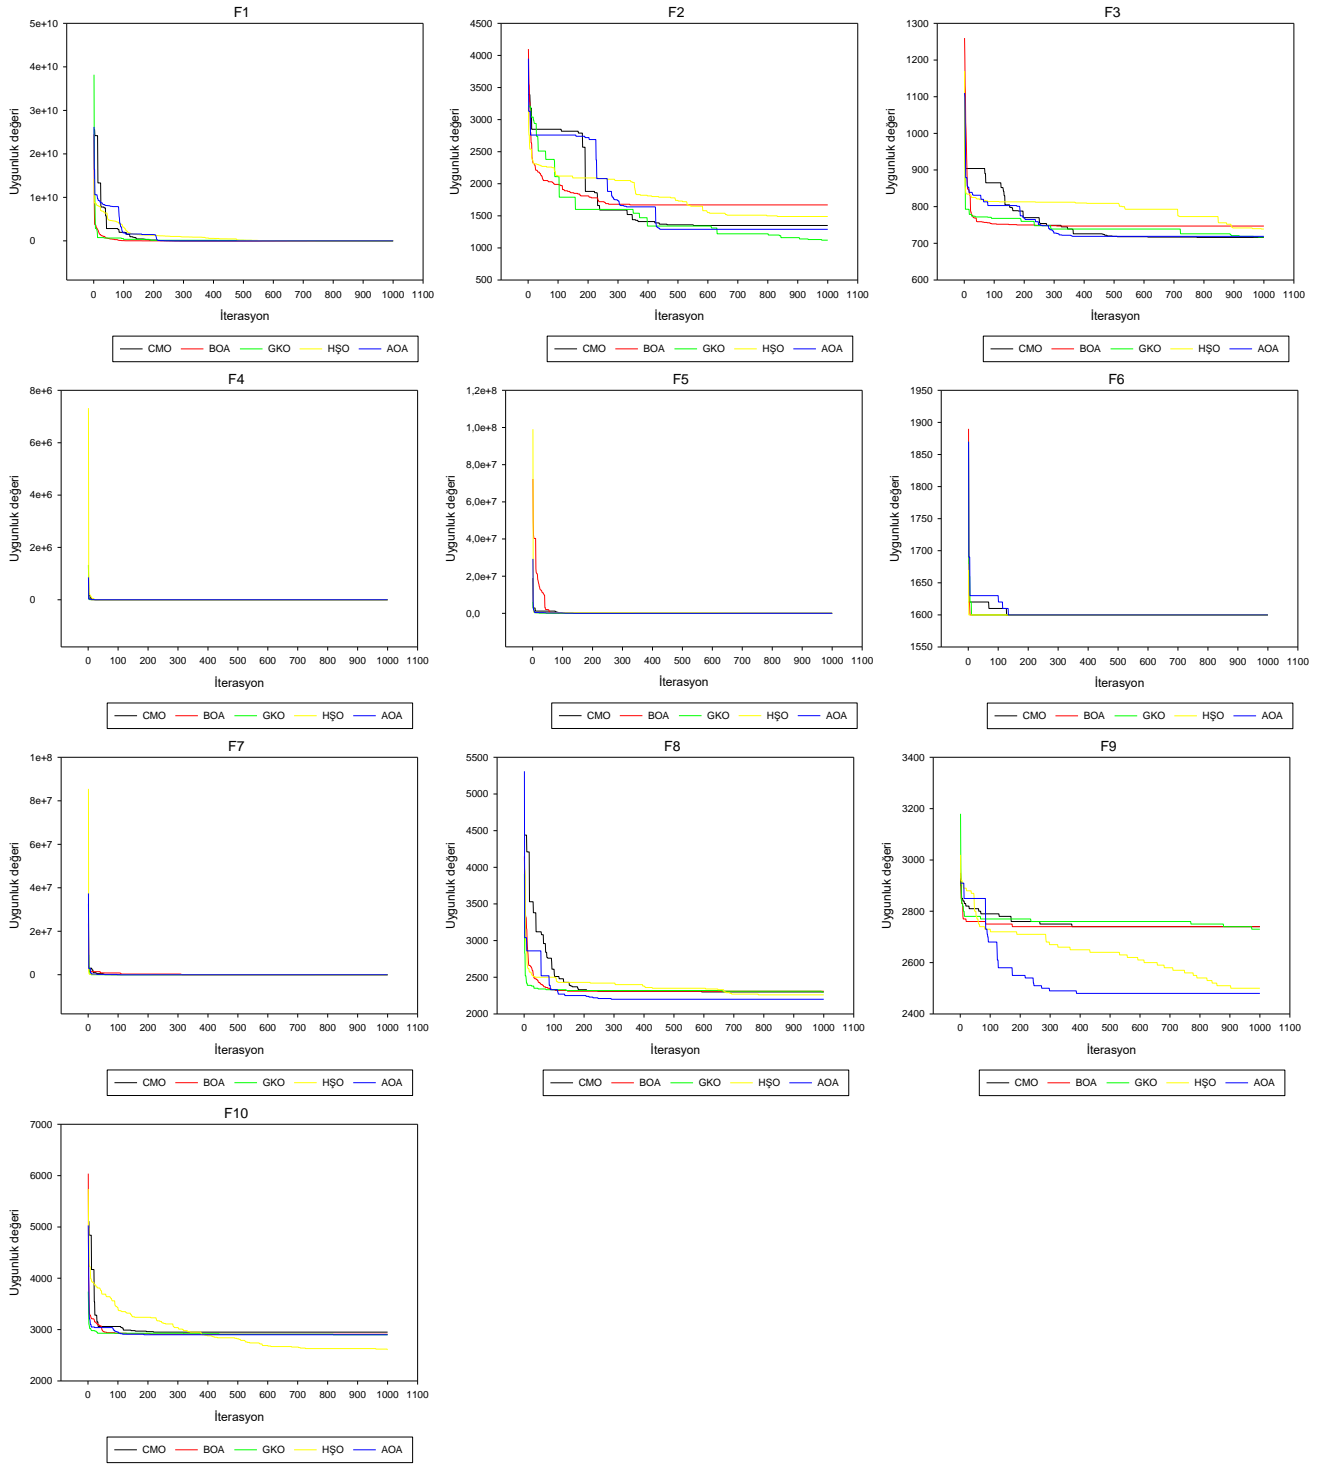 F1
Uygunluk değeri
5e+10
4e+10
3e+10
2e+10
1e+10
0
0 100 200 300 400 500 600 700 800 900 1000 1100
İterasyon
CMO BOA GKO HŞO AOA
F2
Uygunluk değeri
4500
4000
3500
3000
2500
2000
1500
1000
500
0 100 200 300 400 500 600 700 800 900 1000 1100
İterasyon
CMO BOA GKO HŞO AOA
F3
Uygunluk değeri
1300
1200
1100
1000
900
800
700
600
0 100 200 300 400 500 600 700 800 900 1000 1100
İterasyon
CMO BOA GKO HŞO AOA
F4
Uygunluk değeri
8e+6
6e+6
4e+6
2e+6
0
0 100 200 300 400 500 600 700 800 900 1000 1100
İterasyon
CMO BOA GKO HŞO AOA
F5
Uygunluk değeri
1,2e+8
1,0e+8
8,0e+7
6,0e+7
4,0e+7
2,0e+7
0,0
0 100 200 300 400 500 600 700 800 900 1000 1100
İterasyon
CMO BOA GKO HŞO AOA
F6
Uygunluk değeri
1950
1900
1850
1800
1750
1700
1650
1600
1550
0 100 200 300 400 500 600 700 800 900 1000 1100
İterasyon
CMO BOA GKO HŞO AOA
F7
Uygunluk değeri
1e+8
8e+7
6e+7
4e+7
2e+7
0
0 100 200 300 400 500 600 700 800 900 1000 1100
İterasyon
CMO BOA GKO HŞO AOA
F8
Uygunluk değeri
5500
5000
4500
4000
3500
3000
2500
2000
0 100 200 300 400 500 600 700 800 900 1000 1100
İterasyon
CMO BOA GKO HŞO AOA
F9
Uygunluk değeri
3400
3200
3000
2800
2600
2400
0 100 200 300 400 500 600 700 800 900 1000 1100
İterasyon
CMO BOA GKO HŞO AOA
F10
Uygunluk değeri
7000
6000
5000
4000
3000
2000
0 100 200 300 400 500 600 700 800 900 1000 1100
İterasyon
CMO BOA GKO HŞO AOA